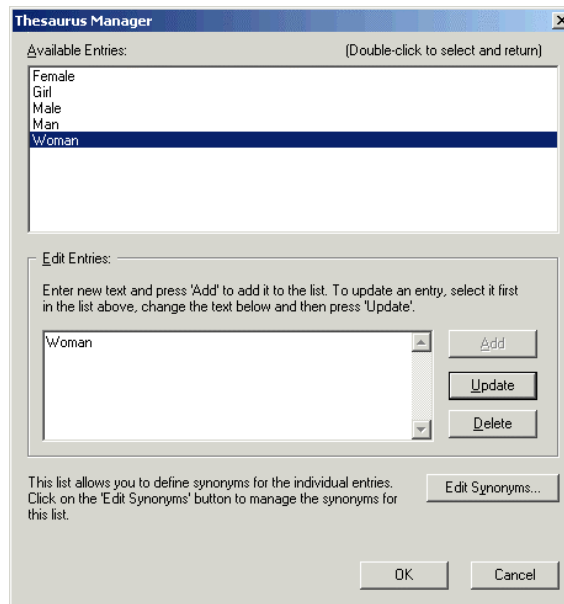 Thesaurus Manager
Available Entries: (Double-click to select and return)
Female
Girl
Male
Man
Woman
Edit Entries:
Enter new text and press 'Add' to add it to the list. To update an entry, select it first
in the list above, change the text below and then press 'Update'.
Woman
Add
Update
Delete
This list allows you to define synonyms for the individual entries.
Click on the 'Edit Synonyms' button to manage the synonyms for
this list.
Edit Synonyms...
OK Cancel